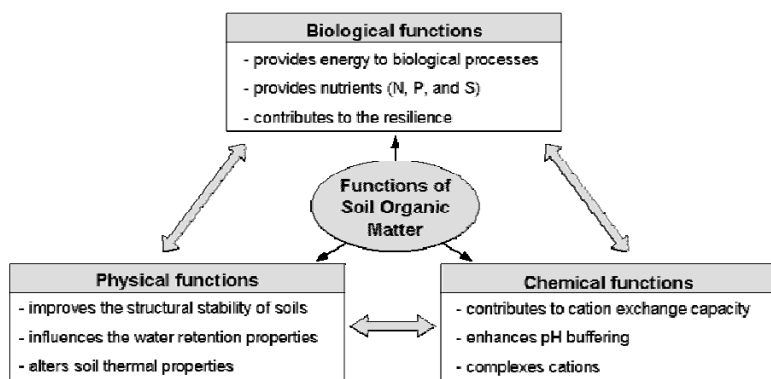 Biological functions
- provides energy to biological processes
- provides nutrients (N, P, and S)
- contributes to the resilience
Functions of
Soil Organic
Matter
Physical functions
- improves the structural stability of soils
- influences the water retention properties
- alters soil thermal properties
Chemical functions
- contributes to cation exchange capacity
- enhances pH buffering
- complexes cations